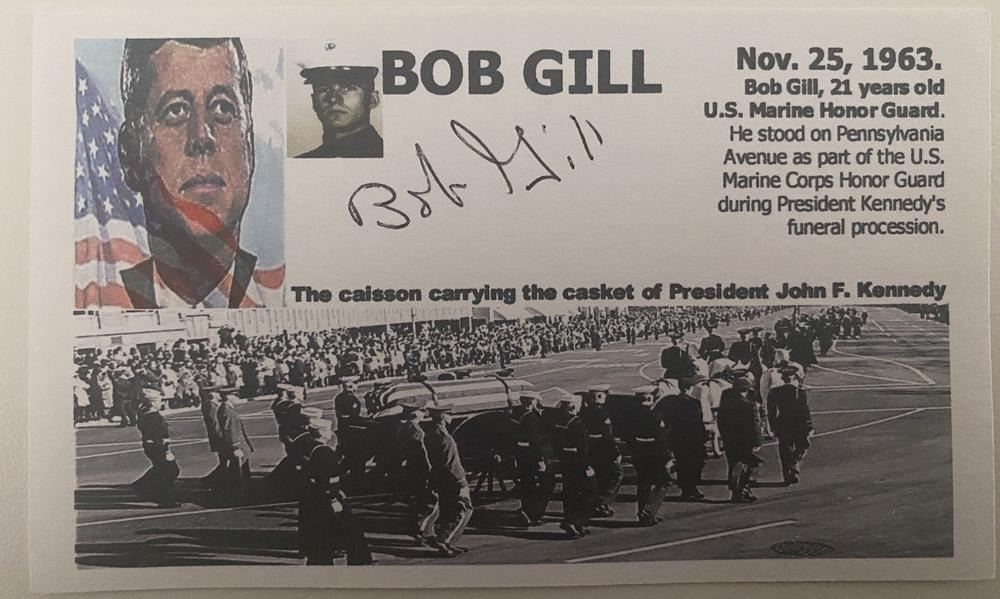 BOB GILL
Bob Gill
Nov. 25, 1963.
Bob Gill, 21 years old
U.S. Marine Honor Guard.
He stood on Pennsylvania
Avenue as part of the U.S.
Marine Corps Honor Guard
during President Kennedy's
funeral procession.
The caisson carrying the casket of President John F. Kennedy